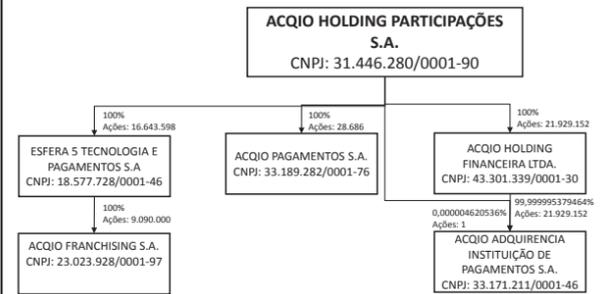 ACQIO HOLDING PARTICIPAÇÕES
S.A.
CNPJ: 31.446.280/0001-90
100%
Ações: 16.643.598
100%
Ações: 28.686
100%
Ações: 21.929.152
ESFERA 5 TECNOLOGIA E
PAGAMENTOS S.A
CNPJ: 18.577.728/0001-46
ACQIO PAGAMENTOS S.A.
CNPJ: 33.189.282/0001-76
ACQIO HOLDING
FINANCEIRA LTDA.
CNPJ: 43.301.339/0001-30
100%
Ações: 9.090.000
0,000004620536%
Ações: 1
99,999995379464%
Ações: 21.929.152
ACQIO FRANCHISING S.A.
CNPJ: 23.023.928/0001-97
ACQIO ADQUIRENCIA
INSTITUIÇÃO DE
PAGAMENTOS S.A.
CNPJ: 33.171.211/0001-46